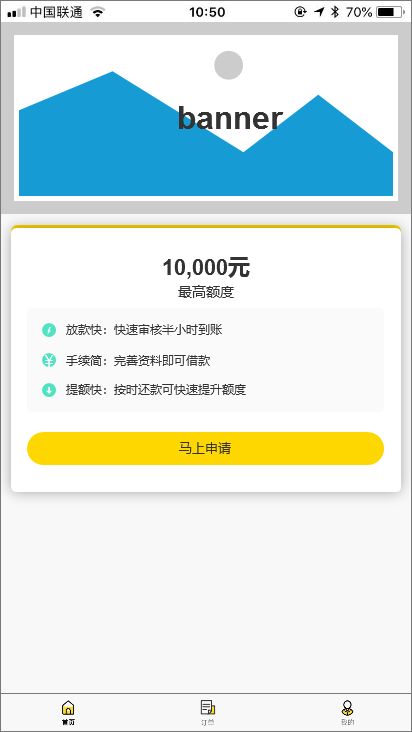 中国联通 10:50 70%
banner
10,000元
最高额度
放款快：快速审核半小时到账
手续简：完善资料即可借款
提额快：按时还款可快速提升额度
马上申请
首页 订单 我的